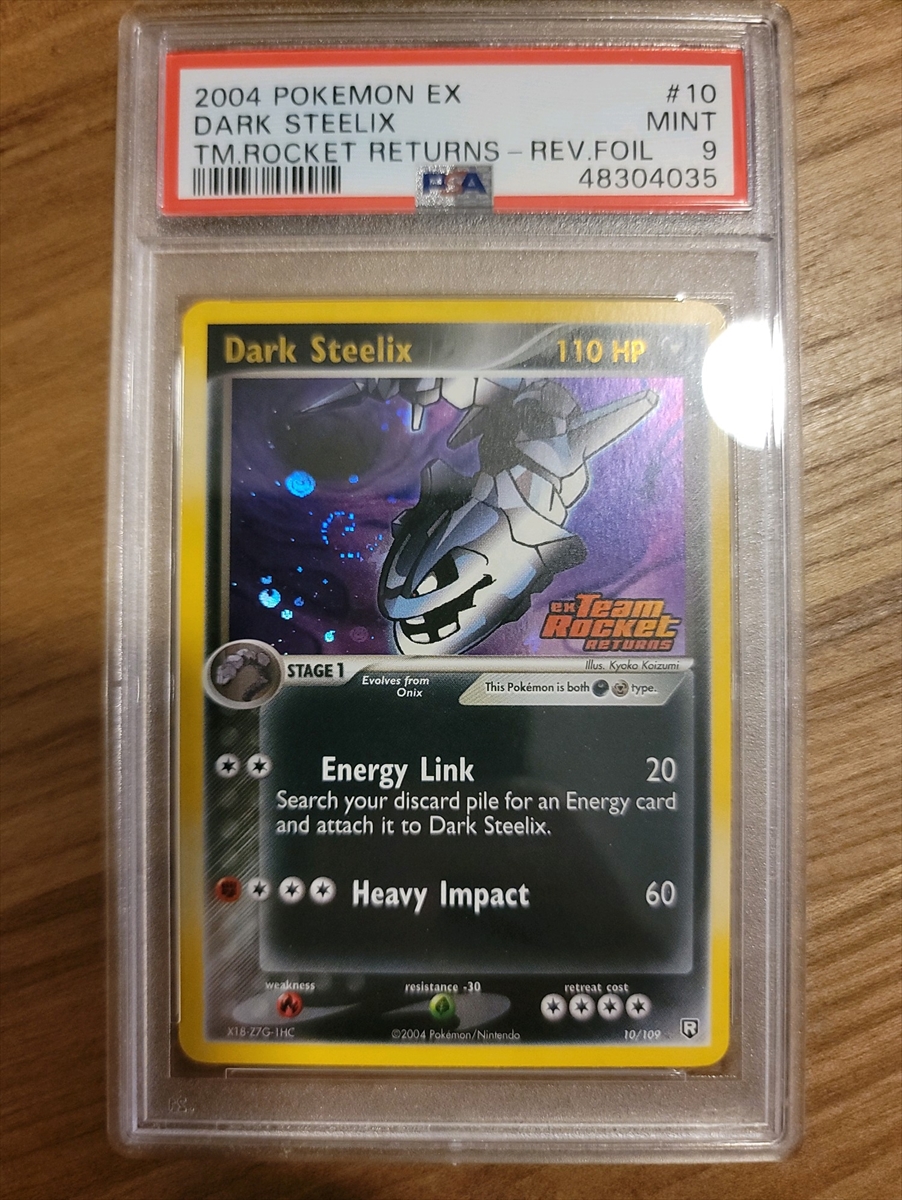 2004 POKEMON EX #10
DARK STEELIX MINT
TM.ROCKET RETURNS - REV.FOIL 9
PSA 48304035
Dark Steelix 110 HP
ex Team
Rocket
RETURNS
Illus. Kyoko Koizumi
STAGE 1
Evolves from
Onix
This Pokémon is both type.
Energy Link 20
Search your discard pile for an Energy card
and attach it to Dark Steelix.
Heavy Impact 60
weakness resistance -30 retreat cost
X18-Z7G-1HC ©2004 Pokémon/Nintendo 10/109 R